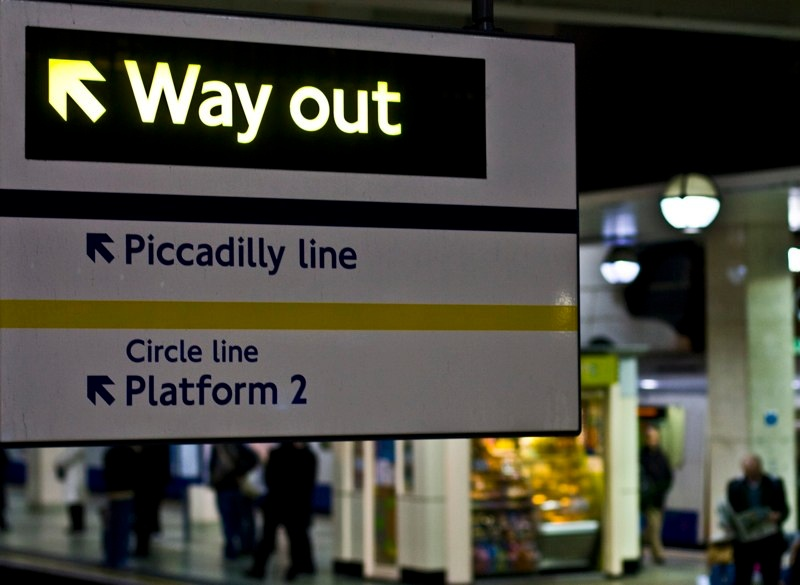 Way out
Piccadilly line
Circle line
Platform 2